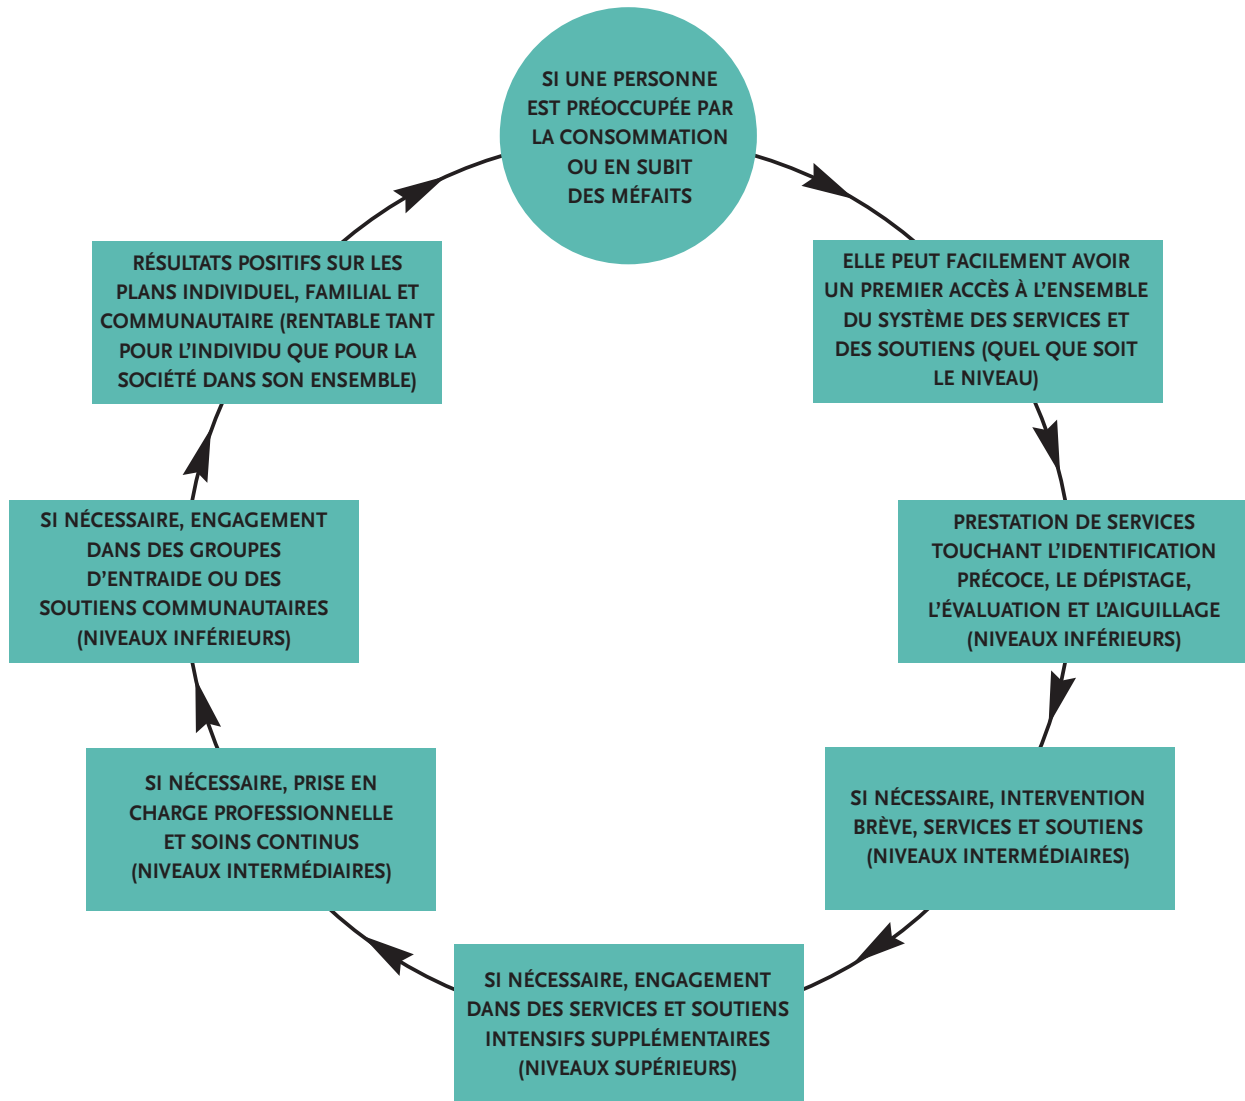 SI UNE PERSONNE
EST PRÉOCCUPÉE PAR
LA CONSOMMATION
OU EN SUBIT
DES MÉFAITS
ELLE PEUT FACILEMENT AVOIR
UN PREMIER ACCÈS À L’ENSEMBLE
DU SYSTÈME DES SERVICES ET
DES SOUTIENS (QUEL QUE SOIT
LE NIVEAU)
PRESTATION DE SERVICES
TOUCHANT L’IDENTIFICATION
PRÉCOCE, LE DÉPISTAGE,
L’ÉVALUATION ET L’AIGUILLAGE
(NIVEAUX INFÉRIEURS)
SI NÉCESSAIRE, INTERVENTION
BRÈVE, SERVICES ET SOUTIENS
(NIVEAUX INTERMÉDIAIRES)
SI NÉCESSAIRE, ENGAGEMENT
DANS DES SERVICES ET SOUTIENS
INTENSIFS SUPPLÉMENTAIRES
(NIVEAUX SUPÉRIEURS)
SI NÉCESSAIRE, PRISE EN
CHARGE PROFESSIONNELLE
ET SOINS CONTINUS
(NIVEAUX INTERMÉDIAIRES)
SI NÉCESSAIRE, ENGAGEMENT
DANS DES GROUPES
D’ENTRAIDE OU DES
SOUTIENS COMMUNAUTAIRES
(NIVEAUX INFÉRIEURS)
RÉSULTATS POSITIFS SUR LES
PLANS INDIVIDUEL, FAMILIAL ET
COMMUNAUTAIRE (RENTABLE TANT
POUR L’INDIVIDU QUE POUR LA
SOCIÉTÉ DANS SON ENSEMBLE)